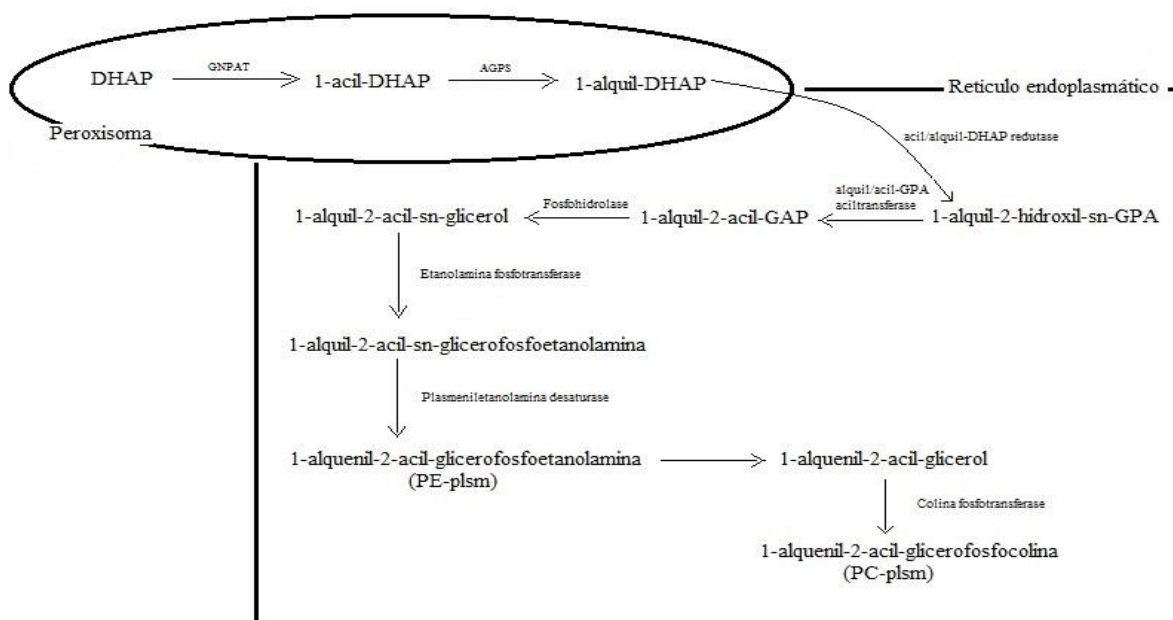 GNPAT
AGPS
DHAP
1-acil-DHAP
1-alquil-DHAP
Retículo endoplasmático
Peroxisoma
acil/alquil-DHAP redutase
alquil/acil-GPA
aciltransferase
Fosfohidrolase
1-alquil-2-acil-sn-glicerol
1-alquil-2-acil-GAP
1-alquil-2-hidroxil-sn-GPA
Etanolamina fosfotransferase
1-alquil-2-acil-sn-glicerofosfoetanolamina
Plasmeniletanolamina desaturase
1-alquenil-2-acil-glicerofosfoetanolamina
(PE-plsm)
1-alquenil-2-acil-glicerol
Colina fosfotransferase
1-alquenil-2-acil-glicerofosfocolina
(PC-plsm)